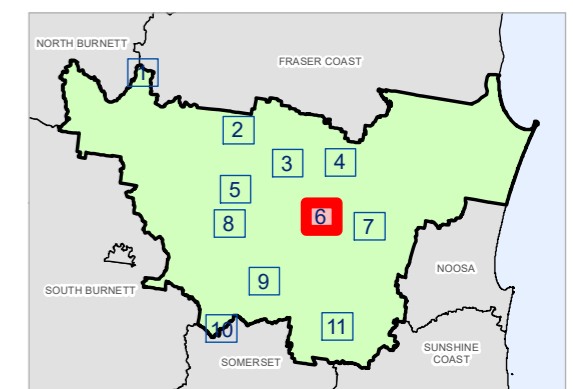 NORTH BURNETT
FRASER COAST
1
2
3
4
5
6
7
8
9
NOOSA
SOUTH BURNETT
10
11
SOMERSET
SUNSHINE
COAST